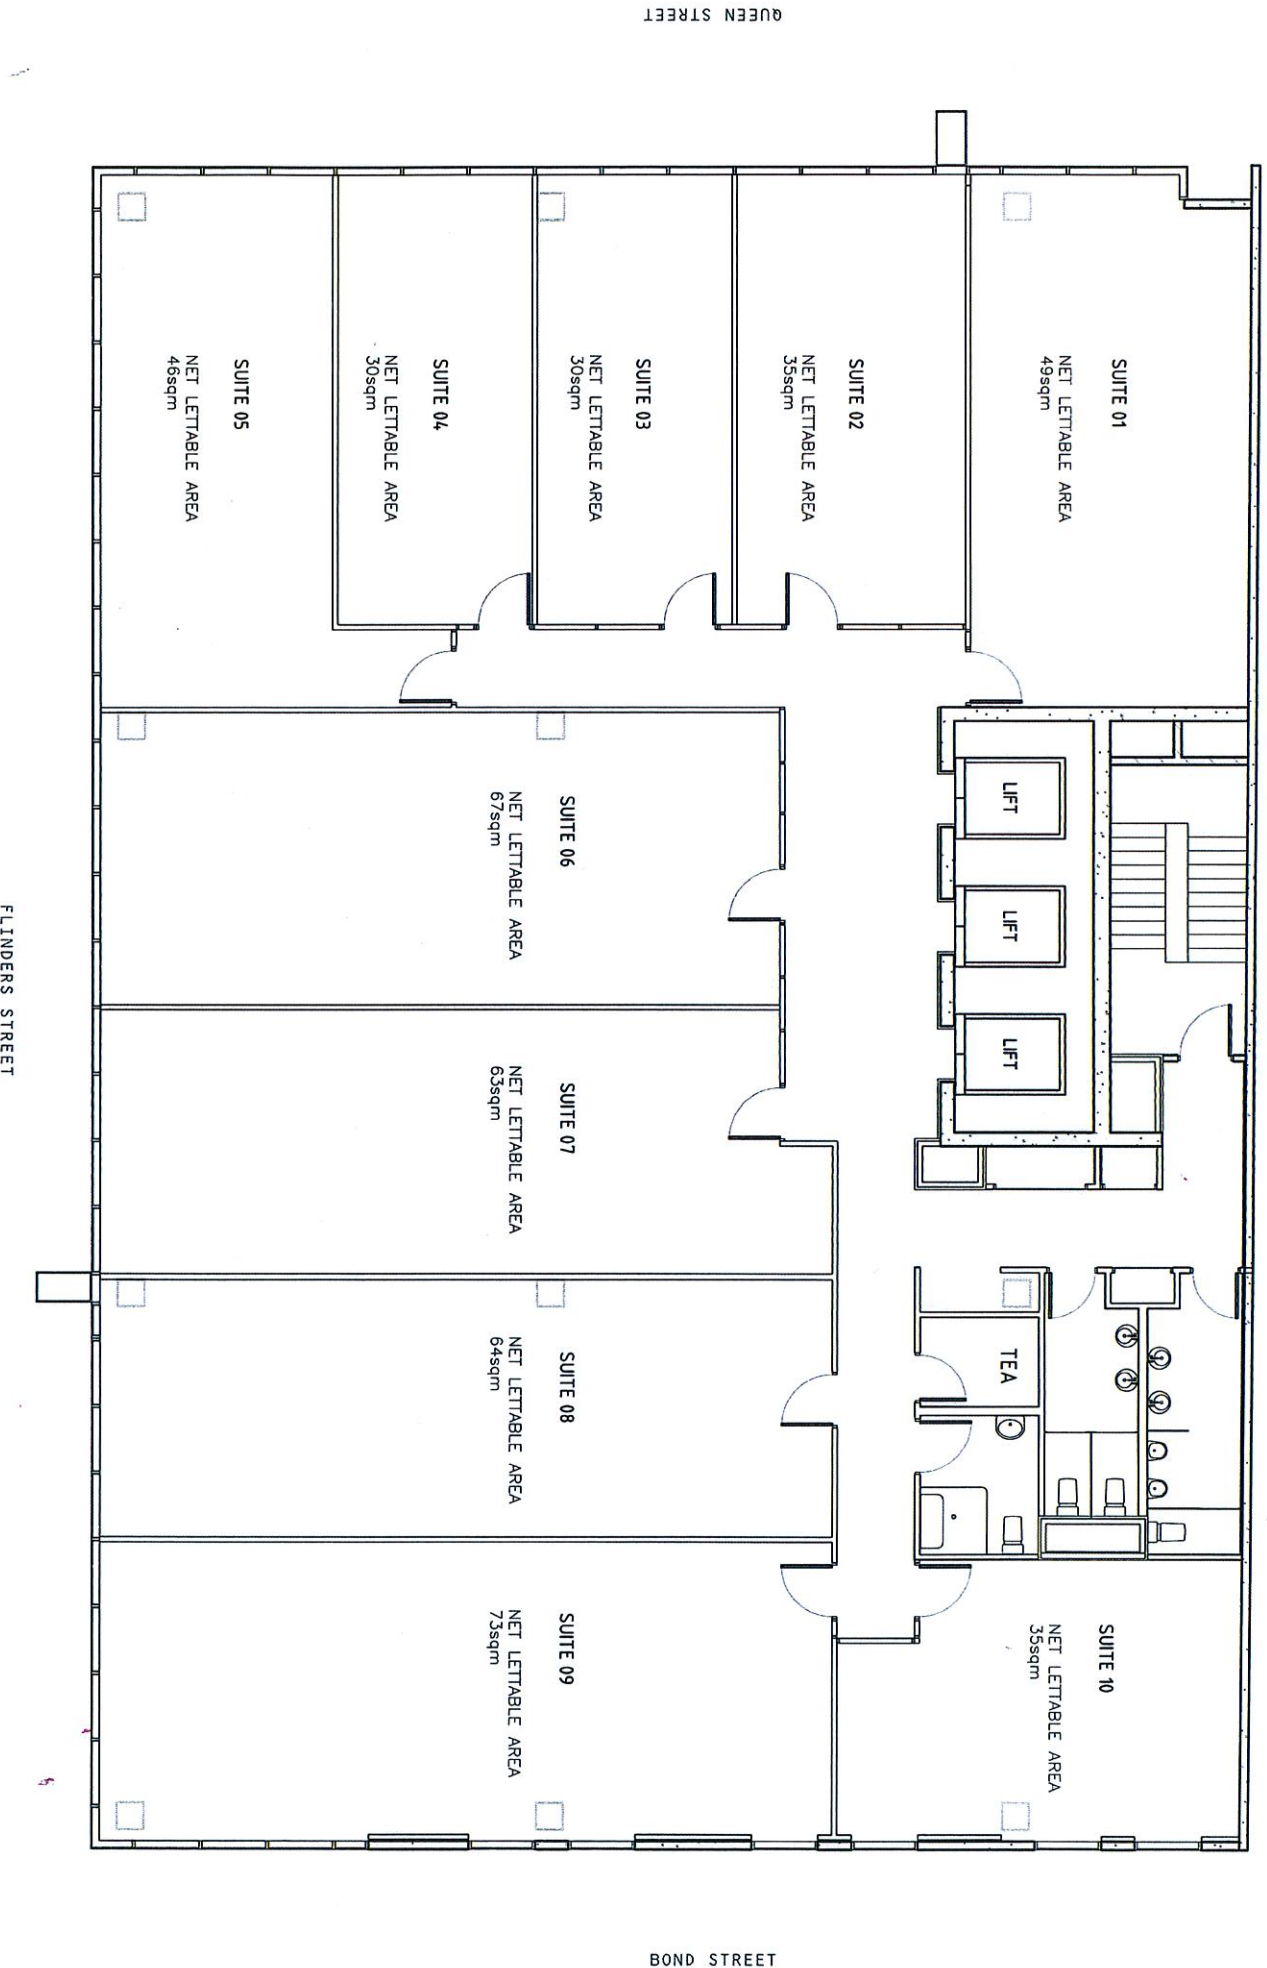 QUEEN STREET
SUITE 01
NET LETTABLE AREA
49sqm
SUITE 02
NET LETTABLE AREA
35sqm
SUITE 03
NET LETTABLE AREA
30sqm
SUITE 04
NET LETTABLE AREA
30sqm
SUITE 05
NET LETTABLE AREA
46sqm
LIFT
LIFT
LIFT
SUITE 06
NET LETTABLE AREA
67sqm
SUITE 07
NET LETTABLE AREA
63sqm
SUITE 08
NET LETTABLE AREA
64sqm
TEA
SUITE 09
NET LETTABLE AREA
73sqm
SUITE 10
NET LETTABLE AREA
35sqm
FLINDERS STREET
BOND STREET